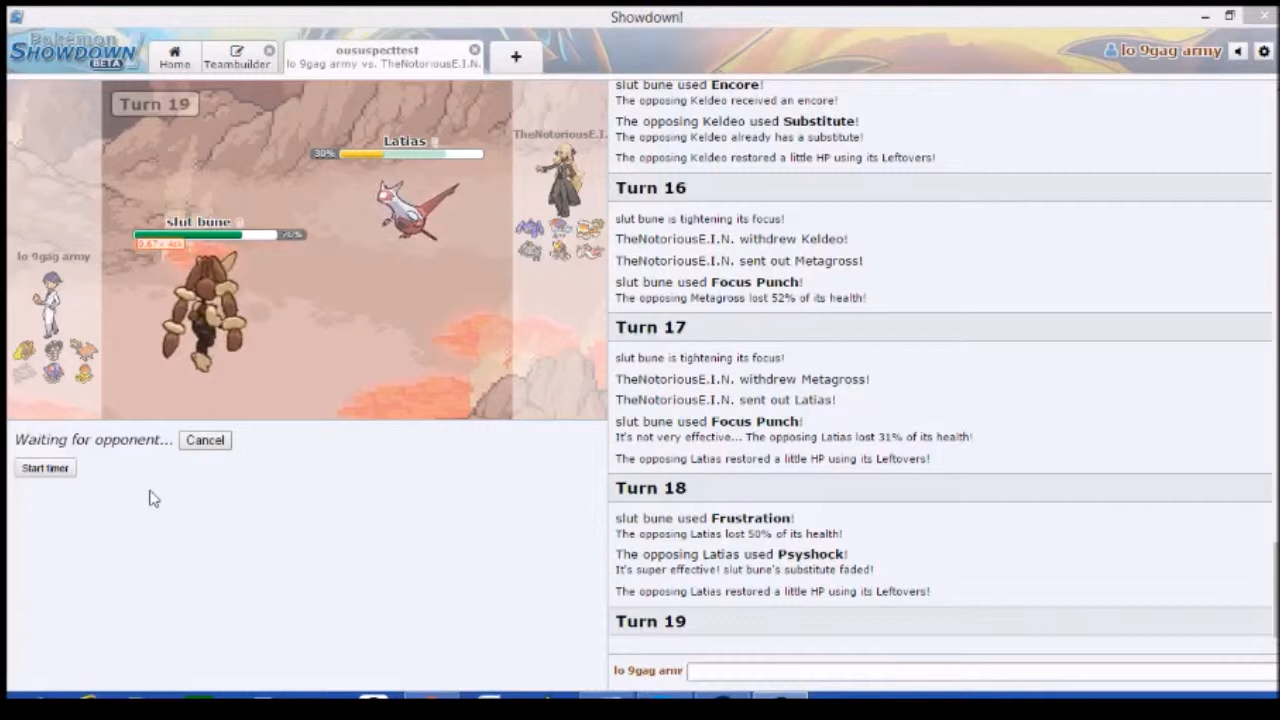 Showdown!
Pokémon
SHOWDOWN
BETA
Home
Teambuilder
oususpecttest
lo 9gag army vs. TheNotoriousE.I.N.
+
lo 9gag army
Turn 19
TheNotoriousE.I.
Latias
30%
slut bune
76%
0.67× Atk
lo 9gag army
Waiting for opponent... Cancel
Start timer
slut bune used Encore!
The opposing Keldeo received an encore!
The opposing Keldeo used Substitute!
The opposing Keldeo already has a substitute!
The opposing Keldeo restored a little HP using its Leftovers!
Turn 16
slut bune is tightening its focus!
TheNotoriousE.I.N. withdrew Keldeo!
TheNotoriousE.I.N. sent out Metagross!
slut bune used Focus Punch!
The opposing Metagross lost 52% of its health!
Turn 17
slut bune is tightening its focus!
TheNotoriousE.I.N. withdrew Metagross!
TheNotoriousE.I.N. sent out Latias!
slut bune used Focus Punch!
It's not very effective... The opposing Latias lost 31% of its health!
The opposing Latias restored a little HP using its Leftovers!
Turn 18
slut bune used Frustration!
The opposing Latias lost 50% of its health!
The opposing Latias used Psyshock!
It's super effective! slut bune's substitute faded!
The opposing Latias restored a little HP using its Leftovers!
Turn 19
lo 9gag army